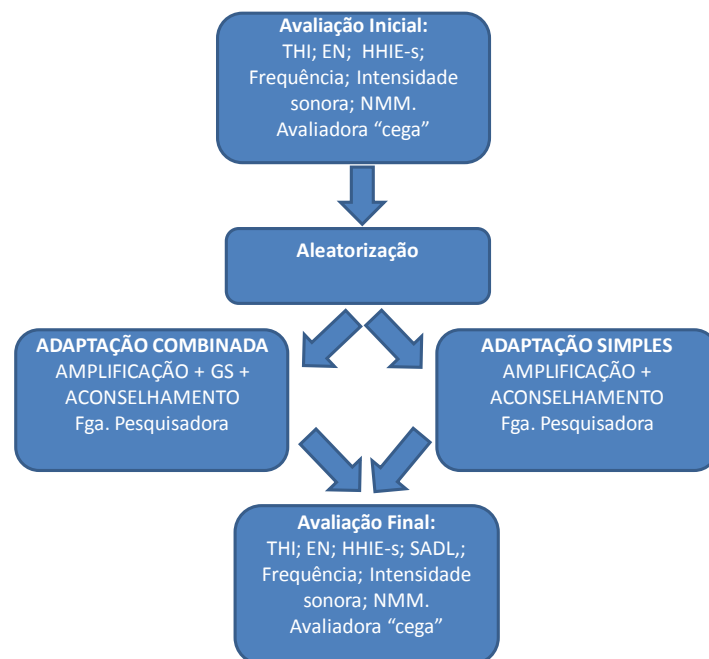 Avaliação Inicial:
THI; EN;  HHIE-s;
Frequência; Intensidade
sonora; NMM.
Avaliadora “cega”
Aleatorização
ADAPTAÇÃO COMBINADA
AMPLIFICAÇÃO + GS +
ACONSELHAMENTO
Fga. Pesquisadora
ADAPTAÇÃO SIMPLES
AMPLIFICAÇÃO +
ACONSELHAMENTO
Fga. Pesquisadora
Avaliação Final:
THI; EN; HHIE-s; SADL,;
Frequência; Intensidade
sonora; NMM.
Avaliadora “cega”